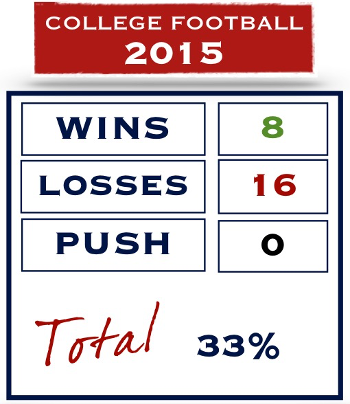 COLLEGE FOOTBALL
2015
WINS 8
LOSSES 16
PUSH 0
Total 33%